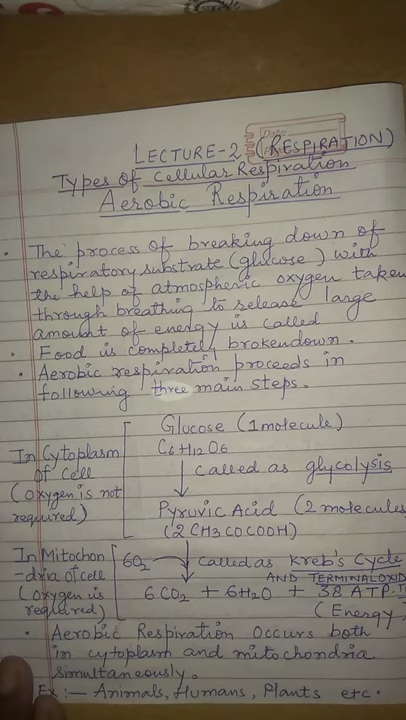 LECTURE-2 (RESPIRATION)
Types of Cellular Respiration
Aerobic Respiration
• The process of breaking down of
respiratory substrate (glucose) with
the help of atmospheric oxygen taken
through breathing to release large
amount of energy is called
• Food is completely brokendown.
• Aerobic respiration proceeds in
following three main steps.
Glucose (1 molecule)
C6H12O6
In Cytoplasm
of cell
(oxygen is not
required)
called as glycolysis
Pyruvic Acid (2 molecules
(2 CH3COCOOH)
In Mitochon
-dria of cell
(oxygen is
required)
6O2 called as Kreb's Cycle
AND TERMINAL OXID
6CO2 + 6H2O + 38 ATP
(Energy
• Aerobic Respiration Occurs both
in cytoplasm and mitochondria
simultaneously.
Ex :— Animals, Humans, Plants etc.